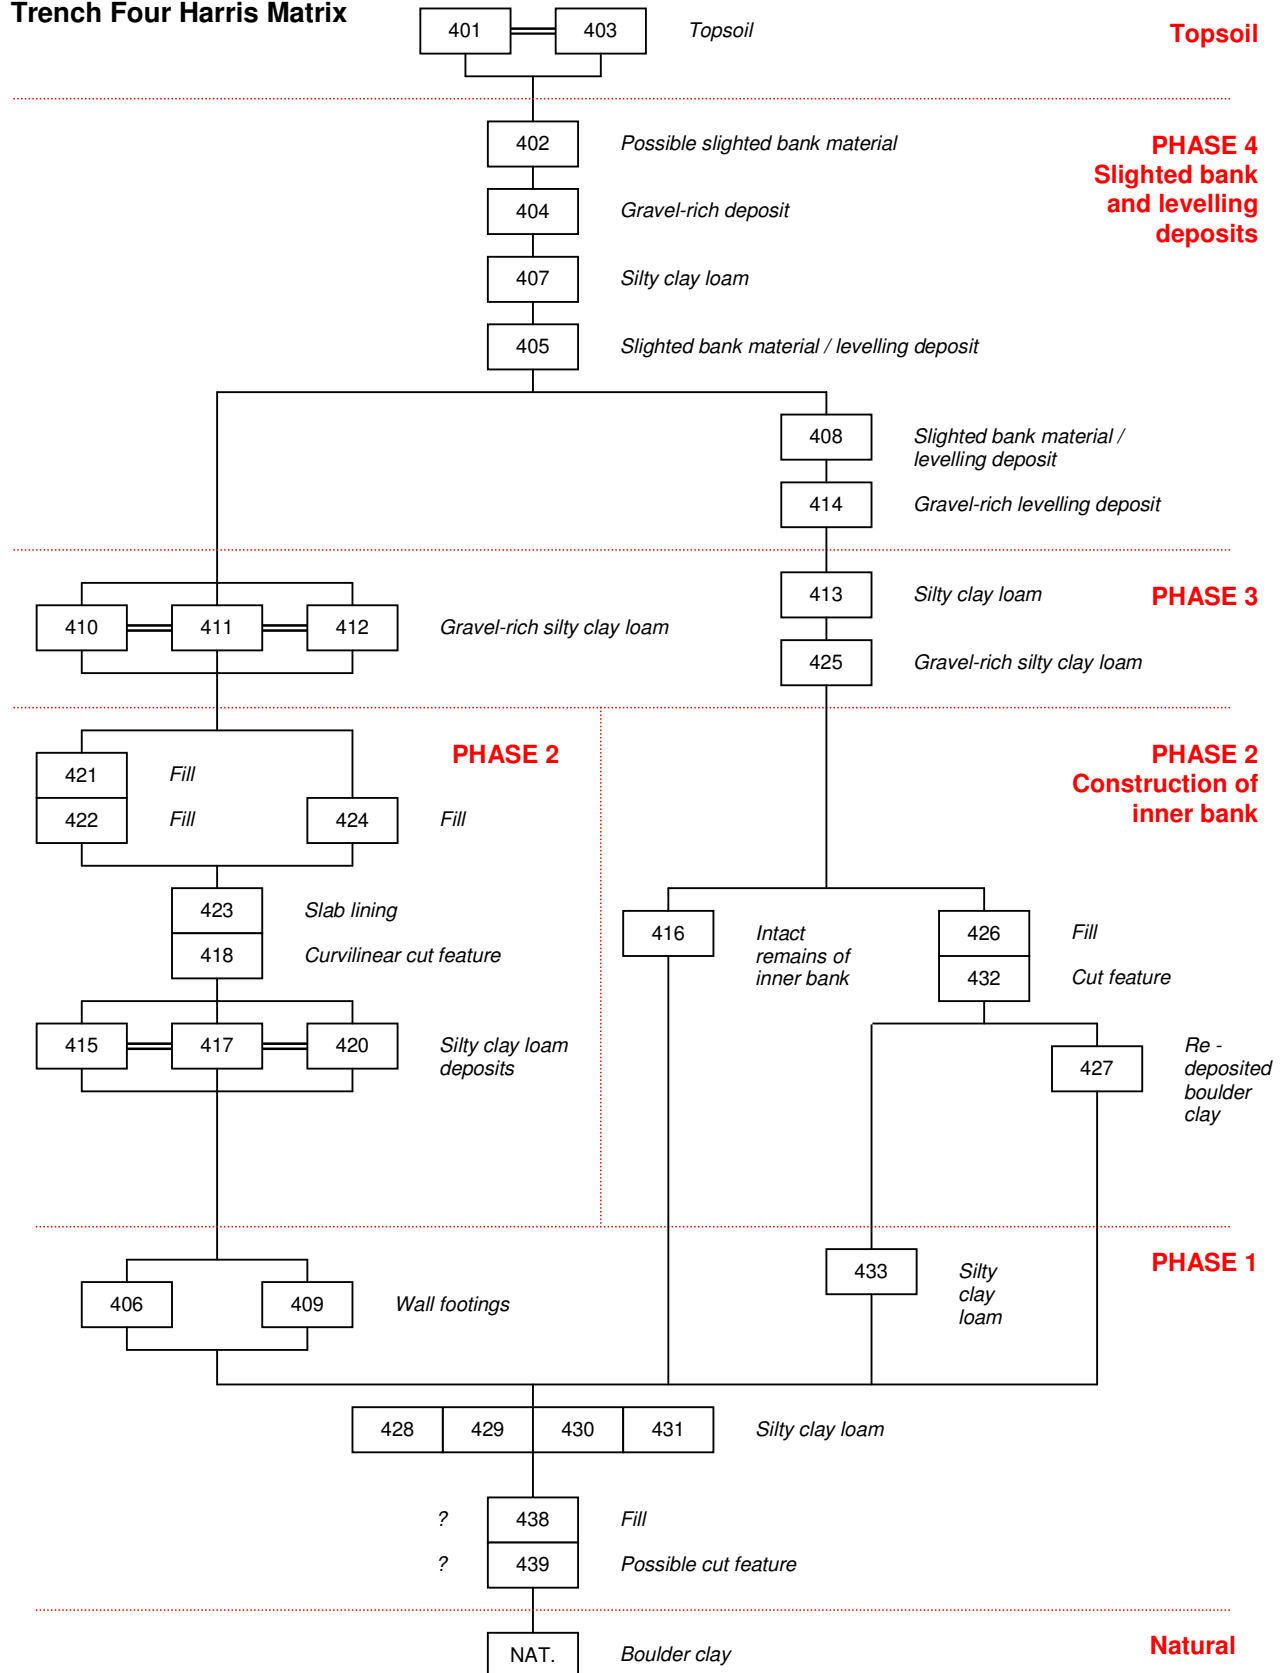 Trench Four Harris Matrix
401
403
Topsoil
Topsoil
402
Possible slighted bank material
PHASE 4
Slighted bank
and levelling
deposits
404
Gravel-rich deposit
407
Silty clay loam
405
Slighted bank material / levelling deposit
408
Slighted bank material /
levelling deposit
414
Gravel-rich levelling deposit
413
Silty clay loam
PHASE 3
410
411
412
Gravel-rich silty clay loam
425
Gravel-rich silty clay loam
PHASE 2
421
Fill
422
Fill
424
Fill
423
Slab lining
418
Curvilinear cut feature
415
417
420
Silty clay loam
deposits
PHASE 2
Construction of
inner bank
416
Intact
remains of
inner bank
426
Fill
432
Cut feature
427
Re -
deposited
boulder
clay
PHASE 1
433
Silty
clay
loam
406
409
Wall footings
428
429
430
431
Silty clay loam
?
438
Fill
?
439
Possible cut feature
NAT.
Boulder clay
Natural